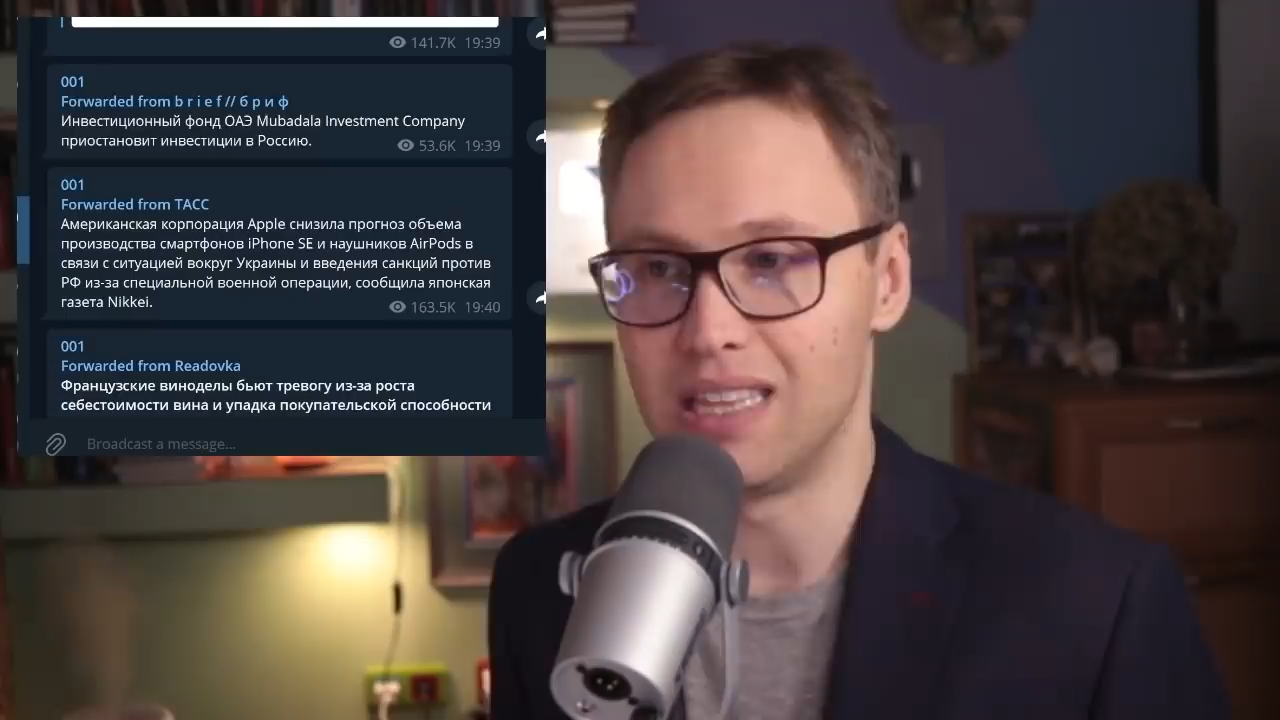 141.7K 19:39
001
Forwarded from b r i e f // б р и ф
Инвестиционный фонд ОАЭ Mubadala Investment Company
приостановит инвестиции в Россию.
53.6K 19:39
001
Forwarded from ТАСС
Американская корпорация Apple снизила прогноз объема
производства смартфонов iPhone SE и наушников AirPods в
связи с ситуацией вокруг Украины и введения санкций против
РФ из-за специальной военной операции, сообщила японская
газета Nikkei.
163.5K 19:40
001
Forwarded from Readovka
Французские виноделы бьют тревогу из-за роста
себестоимости вина и упадка покупательской способности
Broadcast a message...